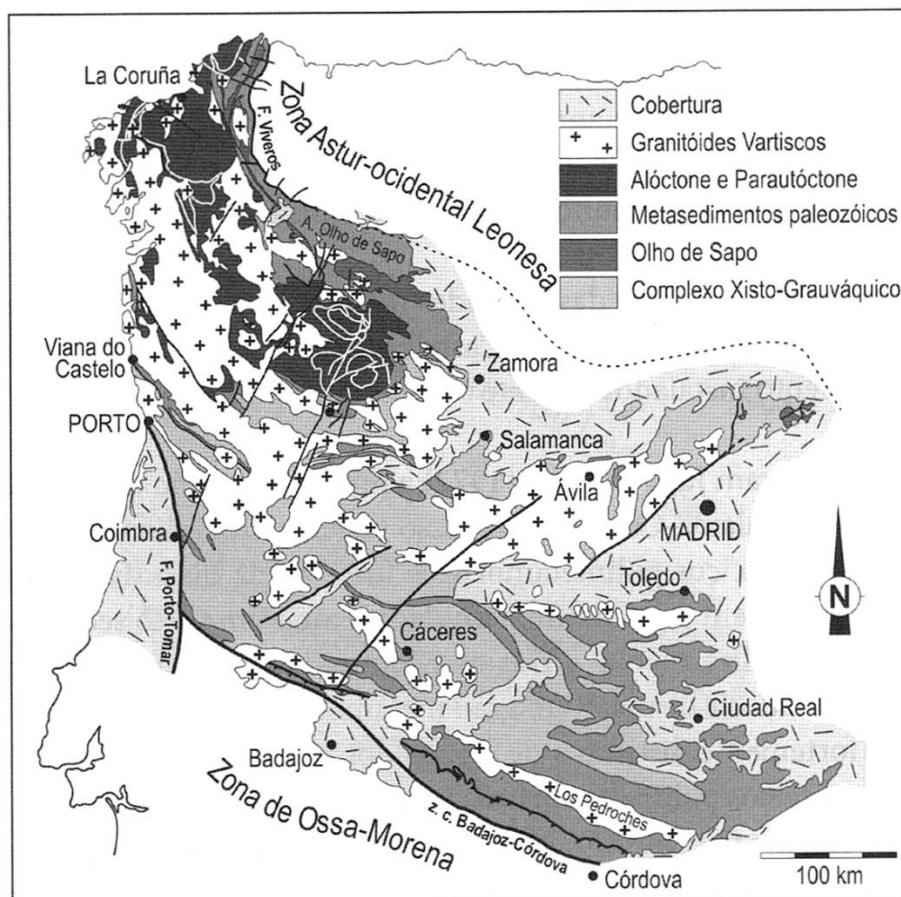 La Coruña
F. Viveros
Zona Astur-ocidental Leonesa
A. Olho de Sapo
Cobertura
Granitóides Vartiscos
Alóctone e Parautóctone
Metasedimentos paleozóicos
Olho de Sapo
Complexo Xisto-Grauváquico
Viana do
Castelo
Zamora
PORTO
Salamanca
Ávila
MADRID
Coimbra
Toledo
N
F. Porto-Tomar
Cáceres
Ciudad Real
Badajoz
Los Pedroches
Zona de Ossa-Morena
z. c. Badajoz-Córdova
Córdova
100 km